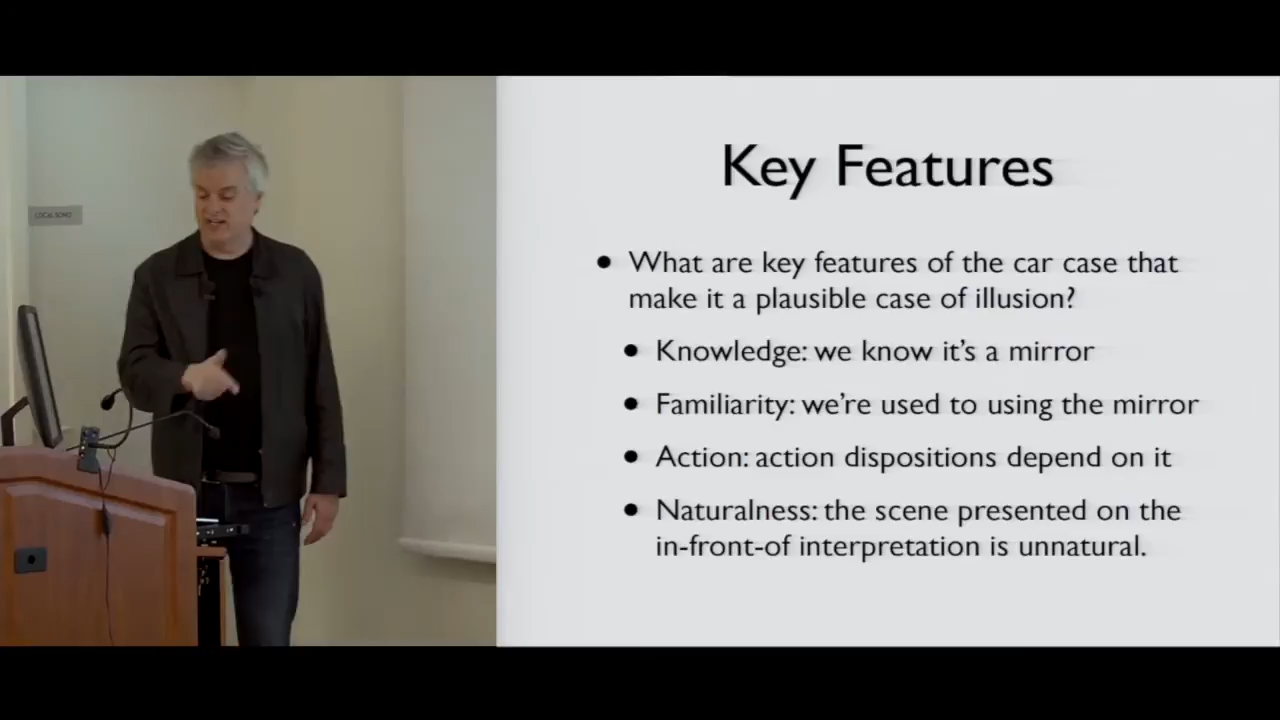 LOCAL SONO
Key Features
• What are key features of the car case that
make it a plausible case of illusion?
• Knowledge: we know it's a mirror
• Familiarity: we're used to using the mirror
• Action: action dispositions depend on it
• Naturalness: the scene presented on the
in-front-of interpretation is unnatural.